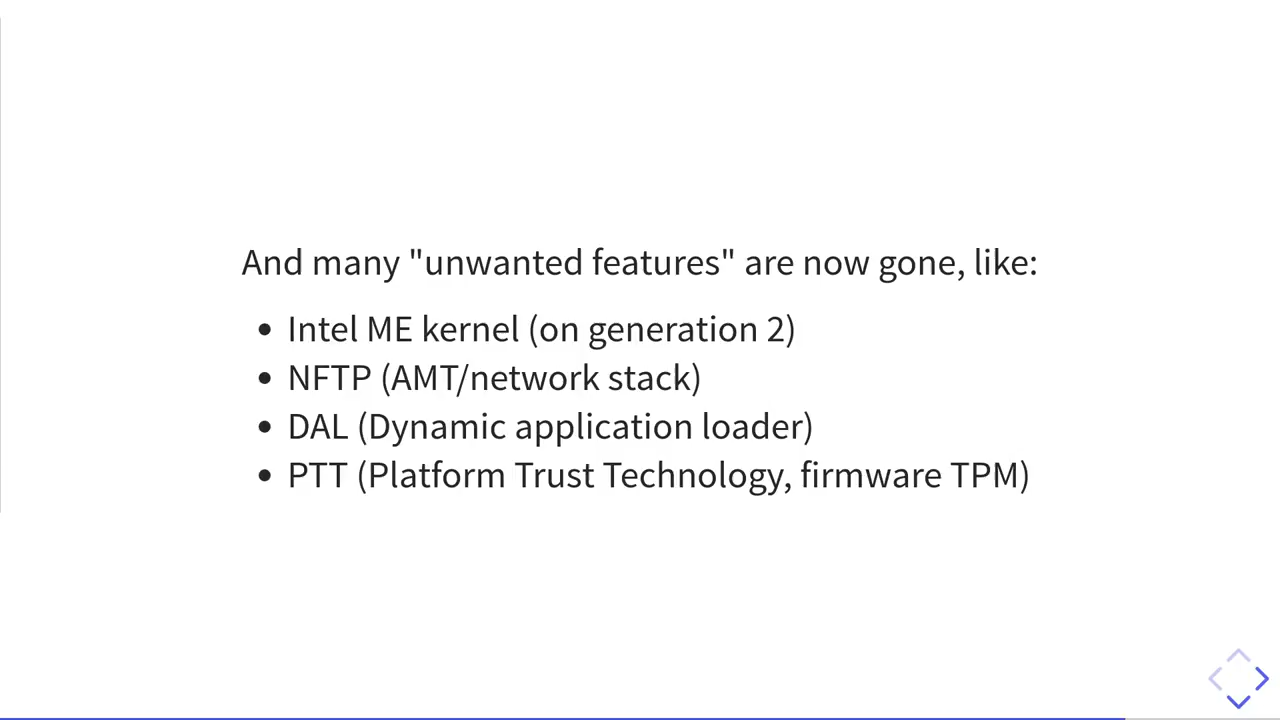 And many "unwanted features" are now gone, like:
• Intel ME kernel (on generation 2)
• NFTP (AMT/network stack)
• DAL (Dynamic application loader)
• PTT (Platform Trust Technology, firmware TPM)